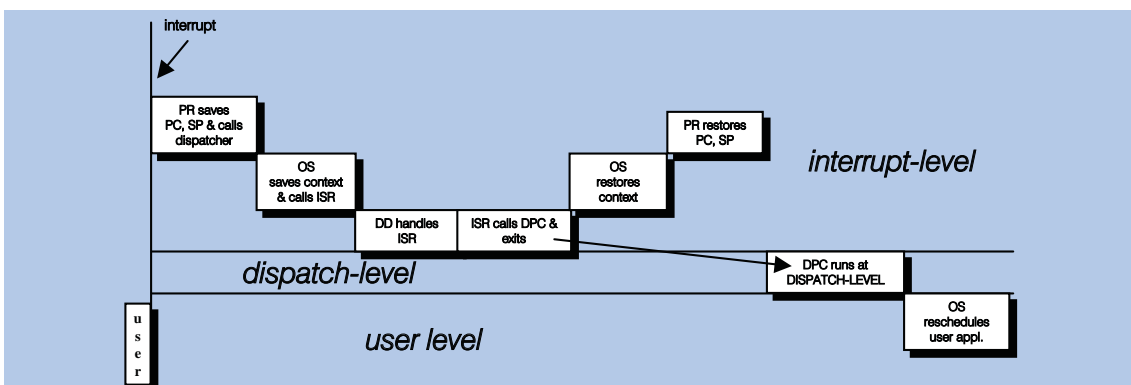 interrupt
PR saves
PC, SP & calls
dispatcher
OS
saves context
& calls ISR
DD handles
ISR
ISR calls DPC &
exits
OS
restores
context
PR restores
PC, SP
interrupt-level
dispatch-level
DPC runs at
DISPATCH-LEVEL
OS
reschedules
user appl.
user level
u
s
e
r